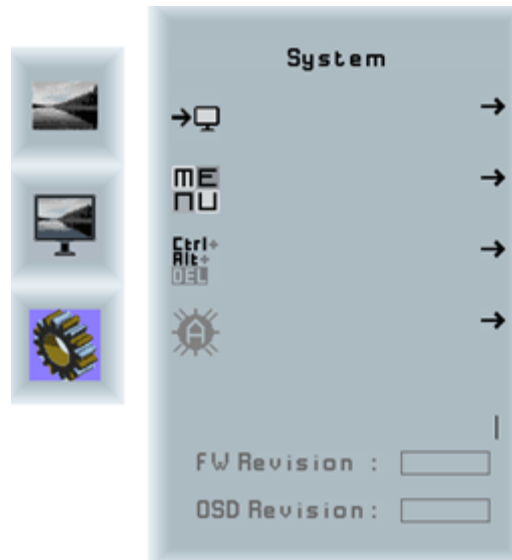 System
ME
NU
Ctrl+
Alt+
DEL
A
FW Revision :
OSD Revision :